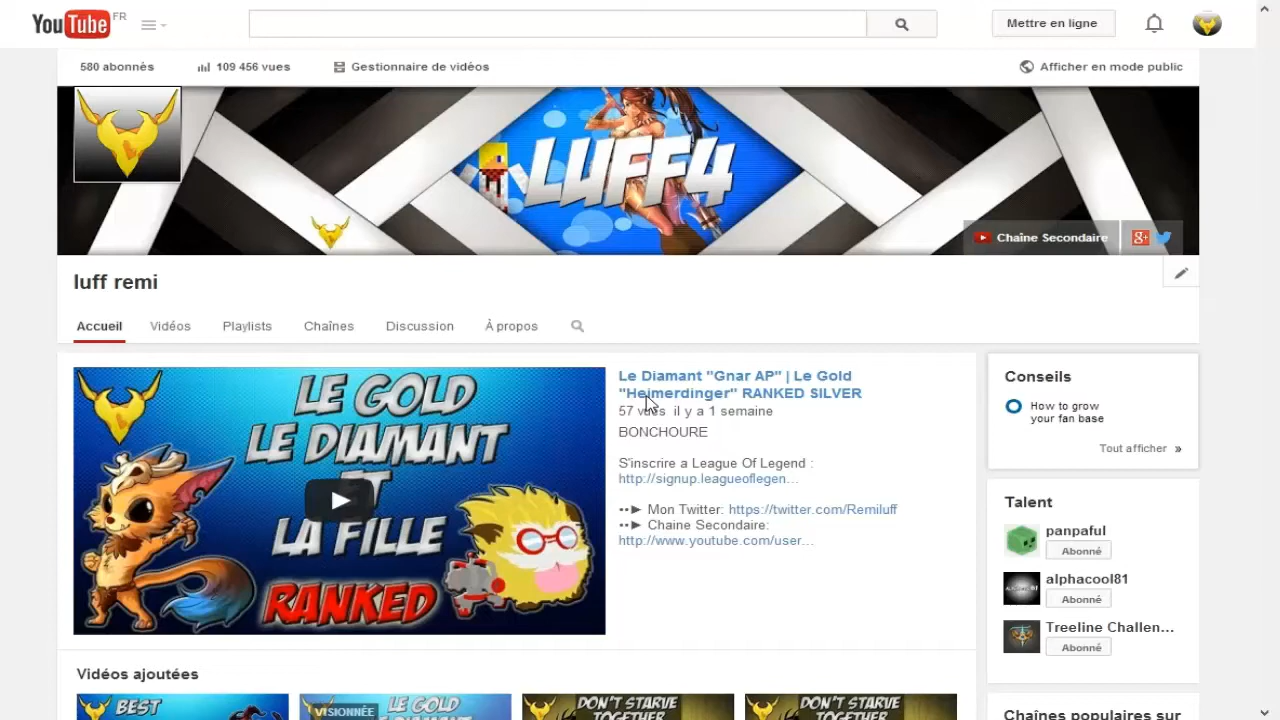 YouTube FR
Mettre en ligne
580 abonnés
109 456 vues
Gestionnaire de vidéos
Afficher en mode public
LUFF4
Chaîne Secondaire
luff remi
Accueil
Vidéos
Playlists
Chaînes
Discussion
À propos
LE GOLD
LE DIAMANT
ET
LA FILLE
RANKED
Le Diamant "Gnar AP" | Le Gold
"Heimerdinger" RANKED SILVER
57 vues il y a 1 semaine
BONCHOURE
S'inscrire a League Of Legend :
http://signup.leagueoflegen...
••► Mon Twitter: https://twitter.com/Remiluff
••► Chaine Secondaire:
http://www.youtube.com/user...
Conseils
How to grow
your fan base
Tout afficher »
Talent
panpaful
Abonné
alphacool81
Abonné
Treeline Challen...
Abonné
Chaînes populaires sur
Vidéos ajoutées
BEST
VISIONNÉE
LE GOLD
LE DIAMANT
DON'T STARVE
TOGETHER
DON'T STARVE
TOGETHER